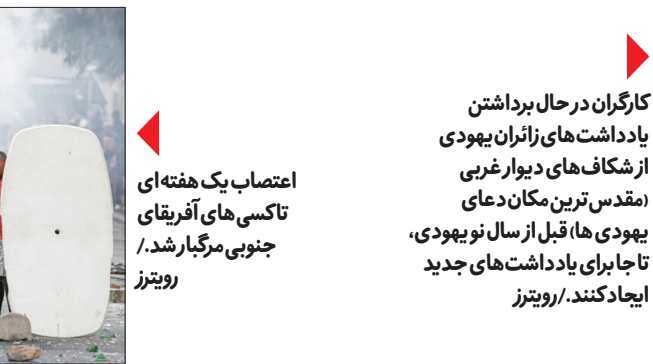 کارگران در حال برداشتن
یادداشت‌های زائران یهودی
از شکاف‌های دیوار غربی
(مقدس‌ترین مکان دعای
یهودی‌ها) قبل از سال نو یهودی،
تا جا برای یادداشت‌های جدید
ایجاد کنند./رویترز
اعتصاب یک هفته‌ای
تاکسی‌های آفریقای
جنوبی مرگبار شد./
رویترز